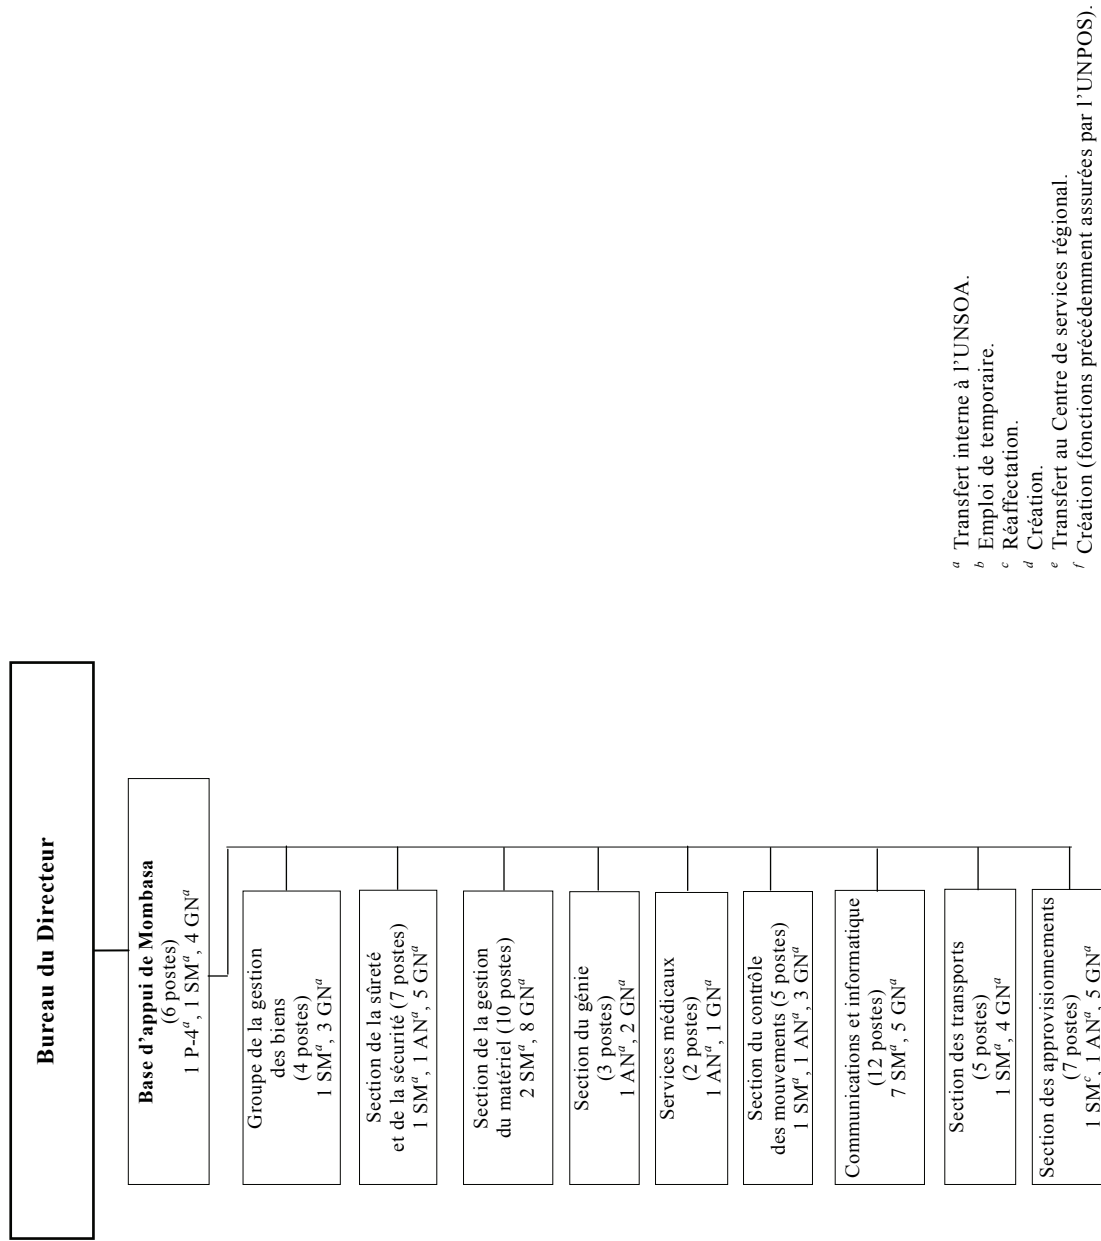 Bureau du Directeur
Base d'appui de Mombasa
(6 postes)
1 P-4ᵃ, 1 SMᵃ, 4 GNᵃ
Groupe de la gestion
des biens
(4 postes)
1 SMᵃ, 3 GNᵃ
Section de la sûreté
et de la sécurité (7 postes)
1 SMᵃ, 1 ANᵃ, 5 GNᵃ
Section de la gestion
du matériel (10 postes)
2 SMᵃ, 8 GNᵃ
Section du génie
(3 postes)
1 ANᵃ, 2 GNᵃ
Services médicaux
(2 postes)
1 ANᵃ, 1 GNᵃ
Section du contrôle
des mouvements (5 postes)
1 SMᵃ, 1 ANᵃ, 3 GNᵃ
Communications et informatique
(12 postes)
7 SMᵃ, 5 GNᵃ
Section des transports
(5 postes)
1 SMᵃ, 4 GNᵃ
Section des approvisionnements
(7 postes)
1 SMᶜ, 1 ANᵃ, 5 GNᵃ
ᵃ Transfert interne à l'UNSOA.
ᵇ Emploi de temporaire.
ᶜ Réaffectation.
ᵈ Création.
ᵉ Transfert au Centre de services régional.
ᶠ Création (fonctions précédemment assurées par l'UNPOS).